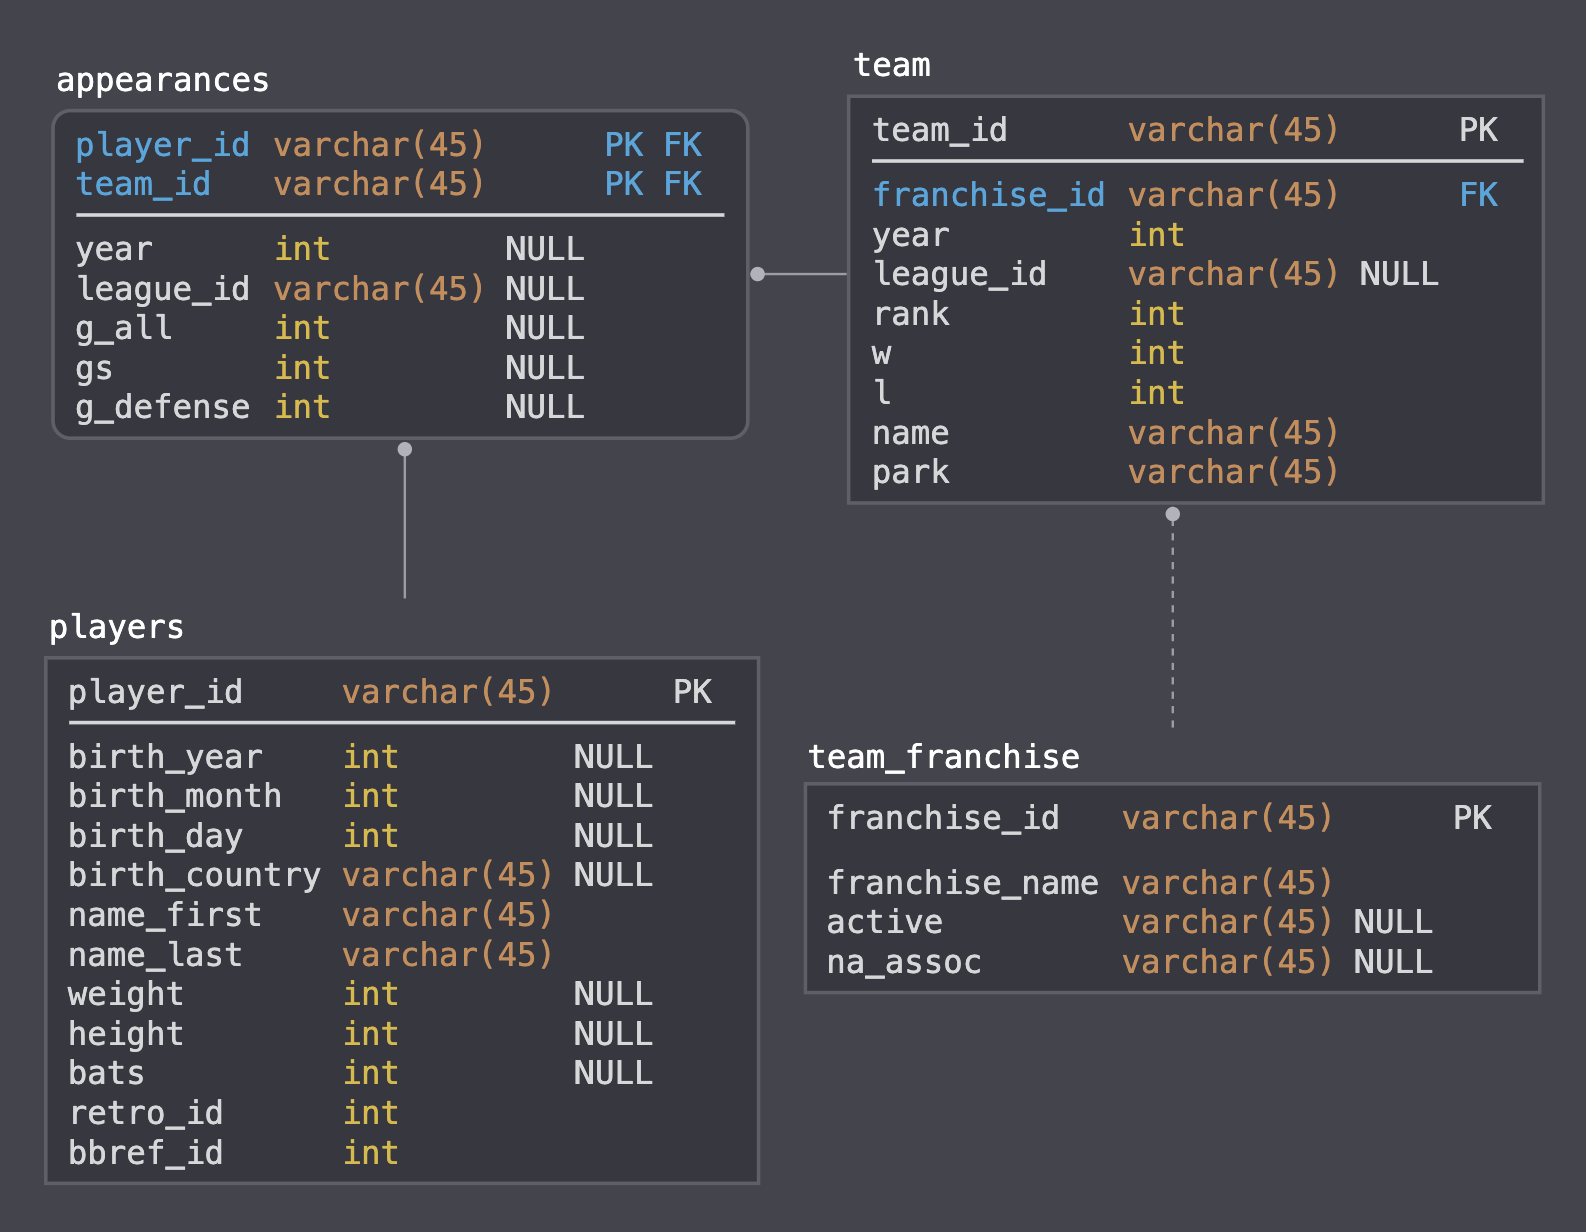 appearances
player_id varchar(45) PK FK
team_id varchar(45) PK FK
year int NULL
league_id varchar(45) NULL
g_all int NULL
gs int NULL
g_defense int NULL
team
team_id varchar(45) PK
franchise_id varchar(45) FK
year int
league_id varchar(45) NULL
rank int
w int
l int
name varchar(45)
park varchar(45)
players
player_id varchar(45) PK
birth_year int NULL
birth_month int NULL
birth_day int NULL
birth_country varchar(45) NULL
name_first varchar(45)
name_last varchar(45)
weight int NULL
height int NULL
bats int NULL
retro_id int
bbref_id int
team_franchise
franchise_id varchar(45) PK
franchise_name varchar(45)
active varchar(45) NULL
na_assoc varchar(45) NULL